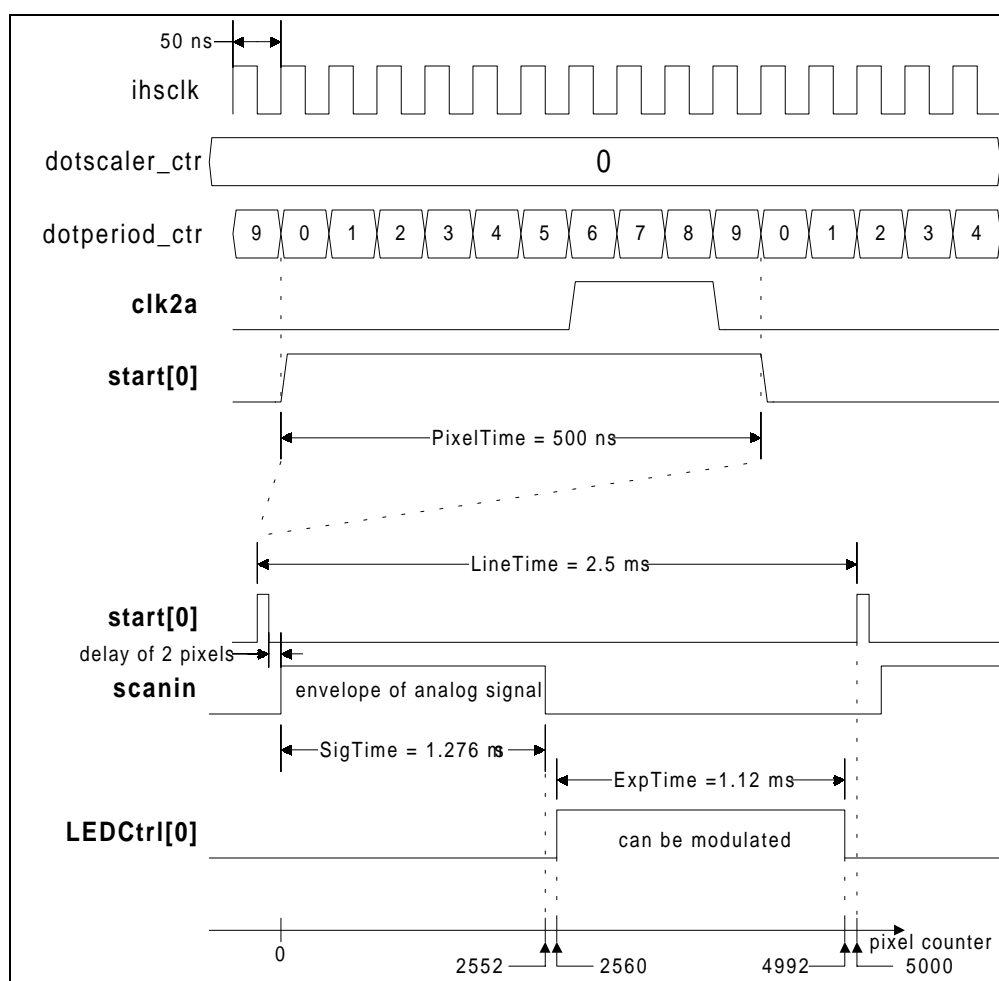 50 ns
ihsclk
dotscaler_ctr 0
dotperiod_ctr 9 0 1 2 3 4 5 6 7 8 9 0 1 2 3 4
clk2a
start[0]
PixelTime = 500 ns
LineTime = 2.5 ms
start[0]
delay of 2 pixels
scanin envelope of analog signal
SigTime = 1.276 ms
ExpTime =1.12 ms
LEDCtrl[0] can be modulated
pixel counter
0 2552 2560 4992 5000